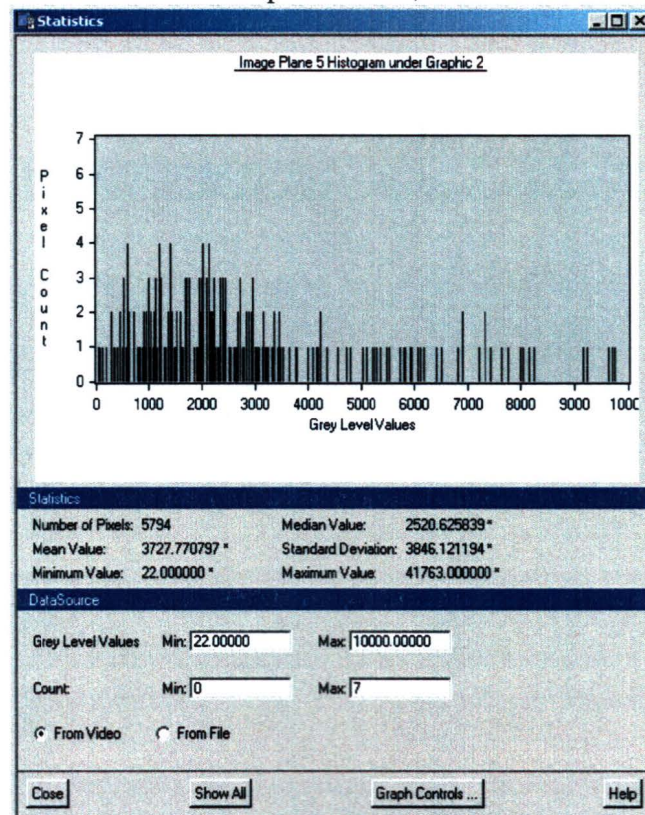 Statistics
Image Plane 5 Histogram under Graphic 2
7
6
5
4
3
2
1
0
Pixel Count
0 1000 2000 3000 4000 5000 6000 7000 8000 9000 1000
Grey Level Values
Statistics
Number of Pixels: 5794 Median Value: 2520.625839 *
Mean Value: 3727.770797 * Standard Deviation: 3846.121194 *
Minimum Value: 22.000000 * Maximum Value: 41763.000000 *
DataSource
Grey Level Values Min: 22.00000 Max: 10000.00000
Count: Min: 0 Max: 7
From Video From File
Close Show All Graph Controls ... Help